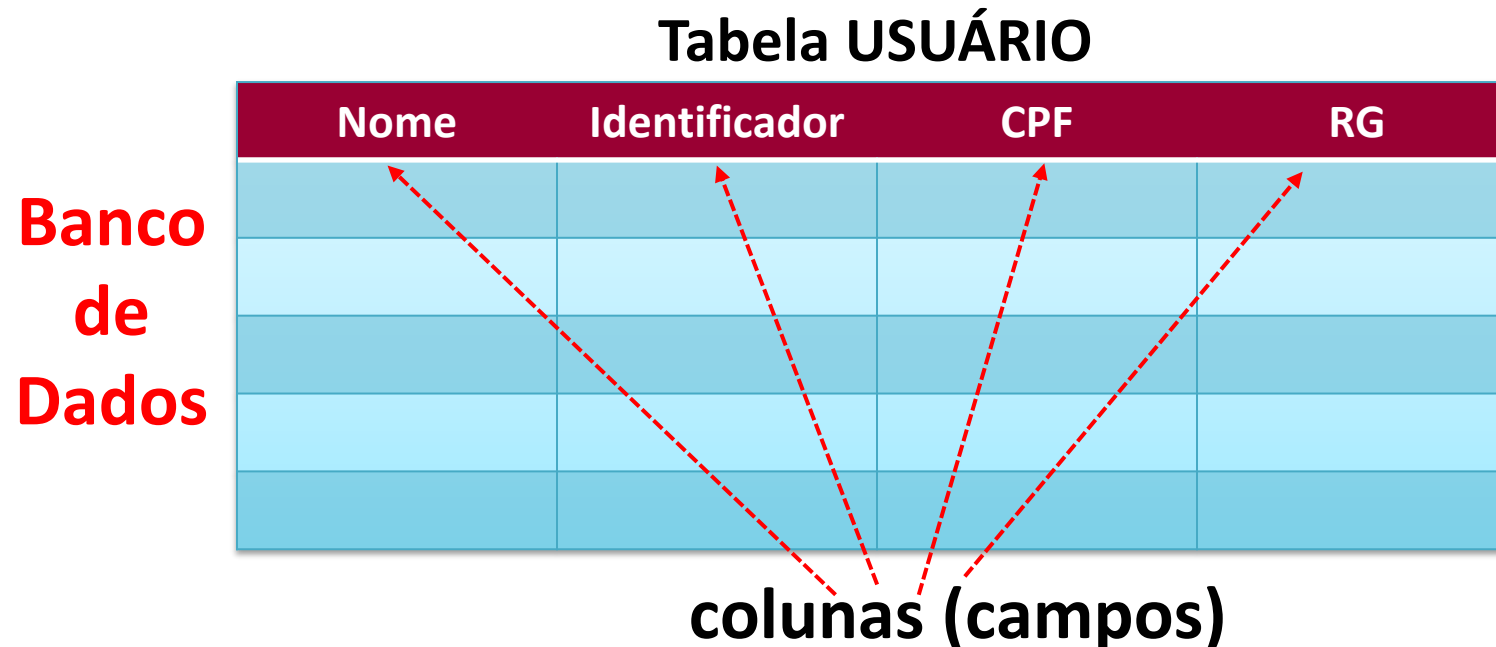 Tabela USUÁRIO
Nome Identificador CPF RG
Banco
de
Dados
colunas (campos)